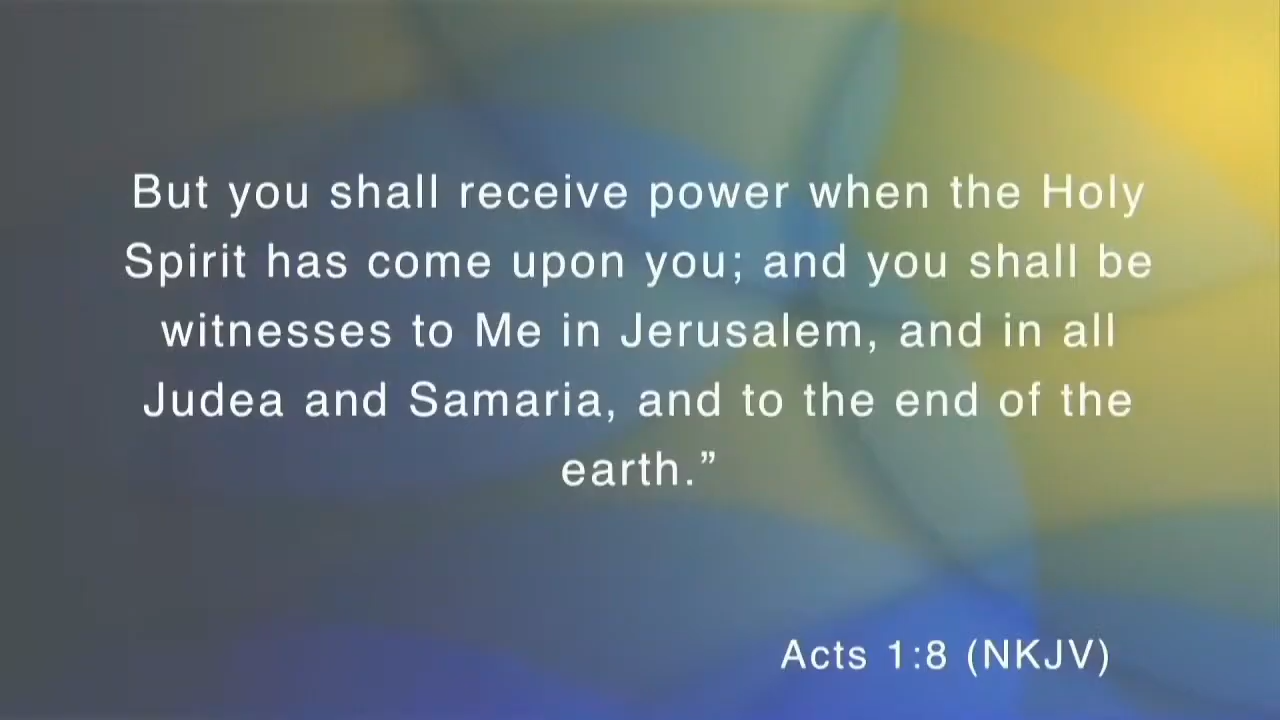 But you shall receive power when the Holy
Spirit has come upon you; and you shall be
witnesses to Me in Jerusalem, and in all
Judea and Samaria, and to the end of the
earth.”
Acts 1:8 (NKJV)